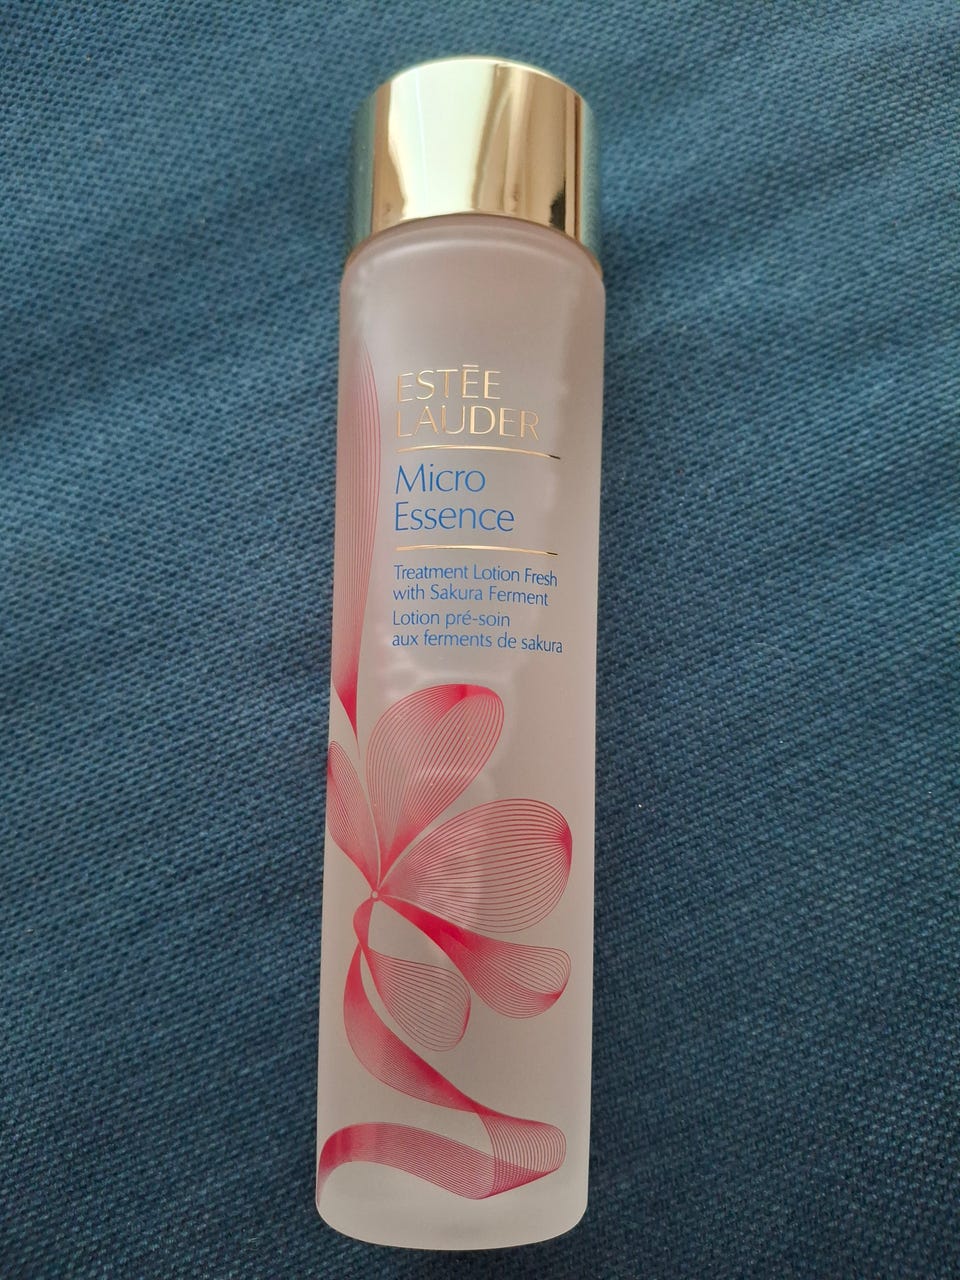 ESTĒE
LAUDER
Micro
Essence
Treatment Lotion Fresh
with Sakura Ferment
Lotion pré-soin
aux ferments de sakura